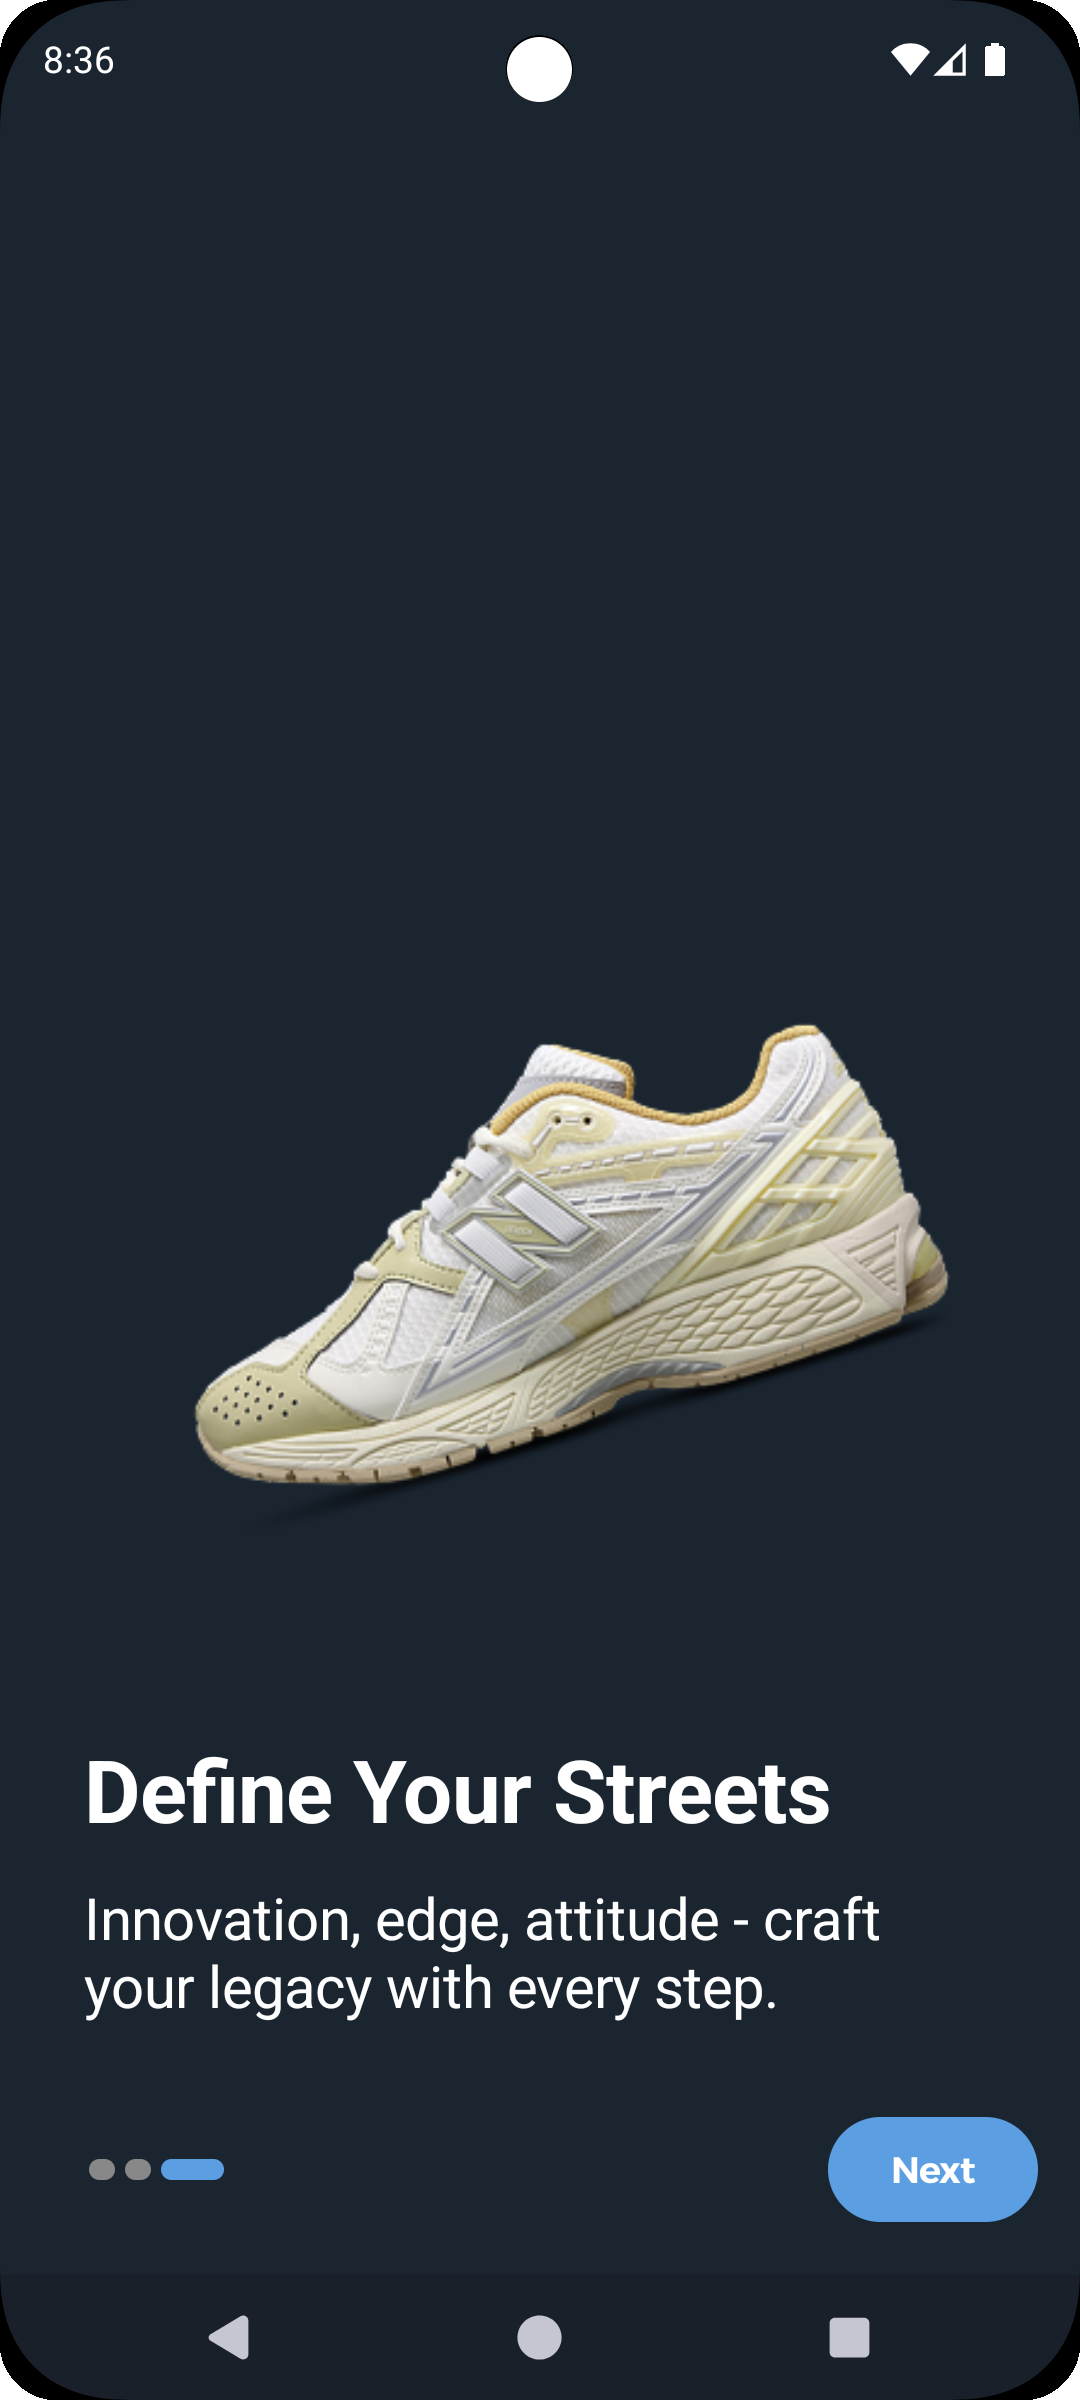 8:36
Define Your Streets
Innovation, edge, attitude - craft
your legacy with every step.
Next